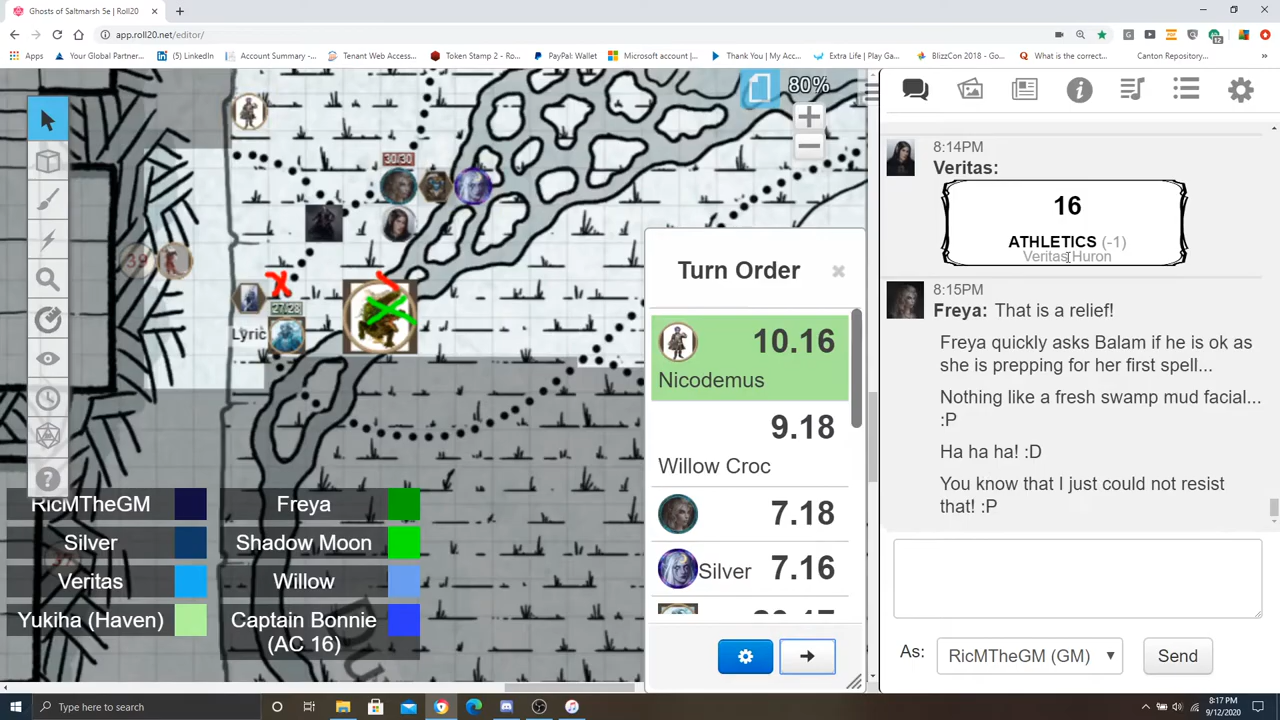 Ghosts of Saltmarsh 5e | Roll20
app.roll20.net/editor/
Apps
Your Global Partner...
(5) LinkedIn
Account Summary -...
Tenant Web Access...
Token Stamp 2 - Ro...
PayPal: Wallet
Microsoft account
Thank You | My Acc...
Extra Life | Play Ga...
BlizzCon 2018 - Go...
What is the correct...
Canton Repository
»
80%
30/30
39
27/28
Lyric
Turn Order
10.16
Nicodemus
9.18
Willow Croc
7.18
Silver 7.16
RicMTheGM
Freya
Silver
Shadow Moon
Veritas
Willow
Yukiha (Haven)
Captain Bonnie
(AC 16)
8:14PM
Veritas:
16
ATHLETICS (-1)
Veritas Huron
8:15PM
Freya: That is a relief!
Freya quickly asks Balam if he is ok as
she is prepping for her first spell...
Nothing like a fresh swamp mud facial...
:P
Ha ha ha! :D
You know that I just could not resist
that! :P
As:
RicMTheGM (GM)
Send
Type here to search
8:17 PM
9/12/2020